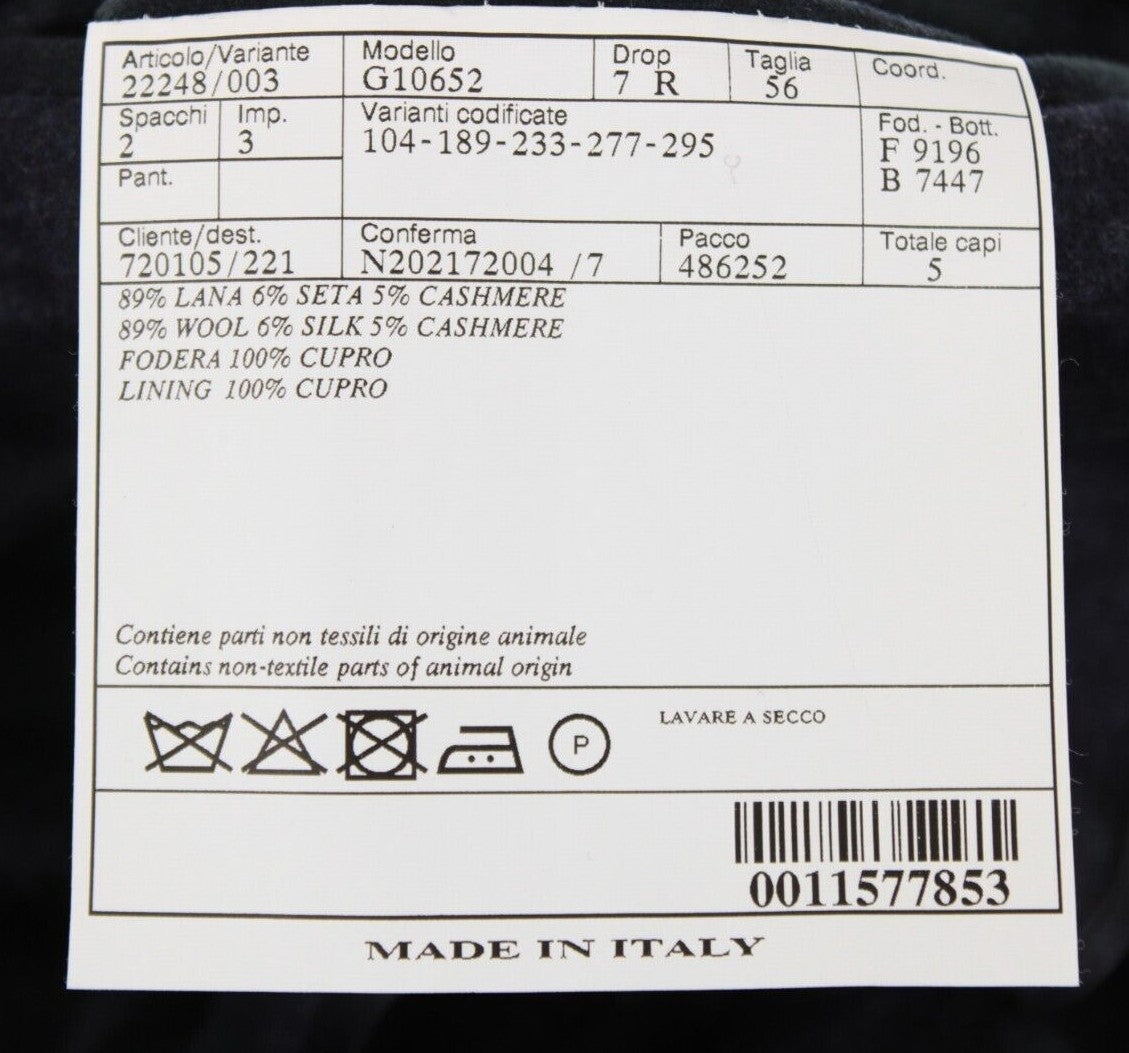 Articolo/Variante Modello Drop Taglia Coord.
22248/003 G10652 7 R 56
Spacchi Imp. Varianti codificate Fod. - Bott.
2 3 104-189-233-277-295 F 9196
Pant. B 7447
Cliente/dest. Conferma Pacco Totale capi
720105/221 N202172004 /7 486252 5
89% LANA 6% SETA 5% CASHMERE
89% WOOL 6% SILK 5% CASHMERE
FODERA 100% CUPRO
LINING 100% CUPRO
Contiene parti non tessili di origine animale
Contains non-textile parts of animal origin
P LAVARE A SECCO
0011577853
MADE IN ITALY